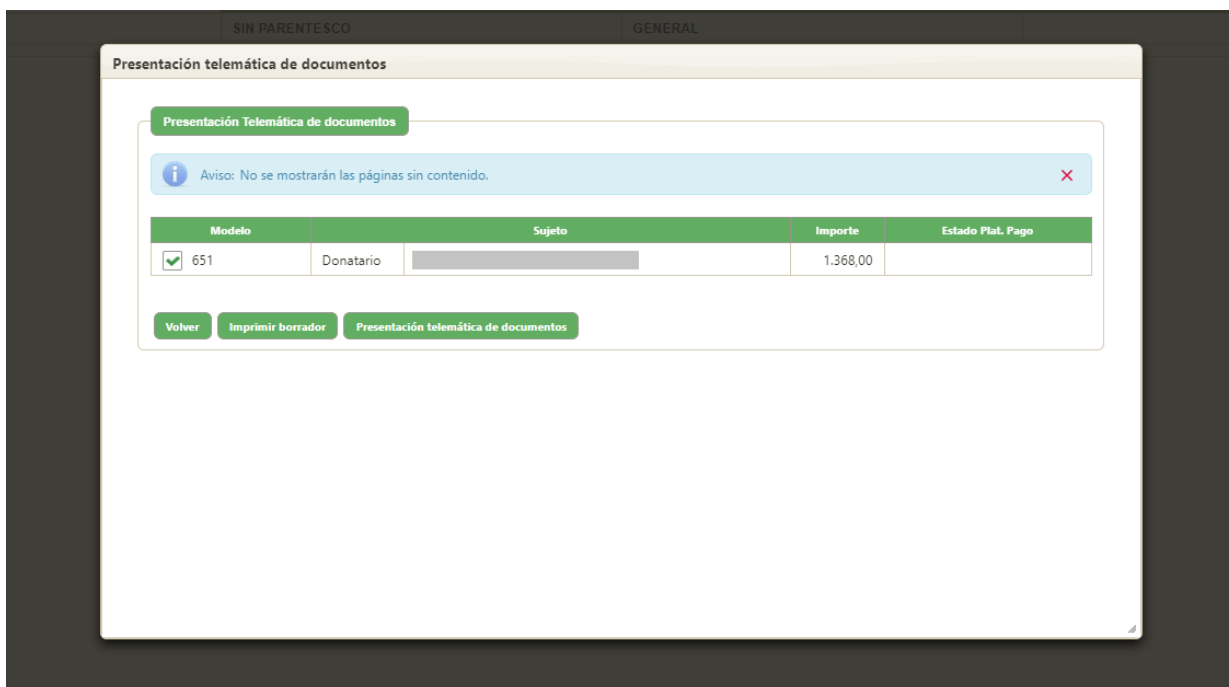 SIN PARENTESCO GENERAL
Presentación telemática de documentos
Presentación Telemática de documentos
Aviso: No se mostrarán las páginas sin contenido.
Modelo Sujeto Importe Estado Plat. Pago
651 Donatario 1.368,00
Volver Imprimir borrador Presentación telemática de documentos